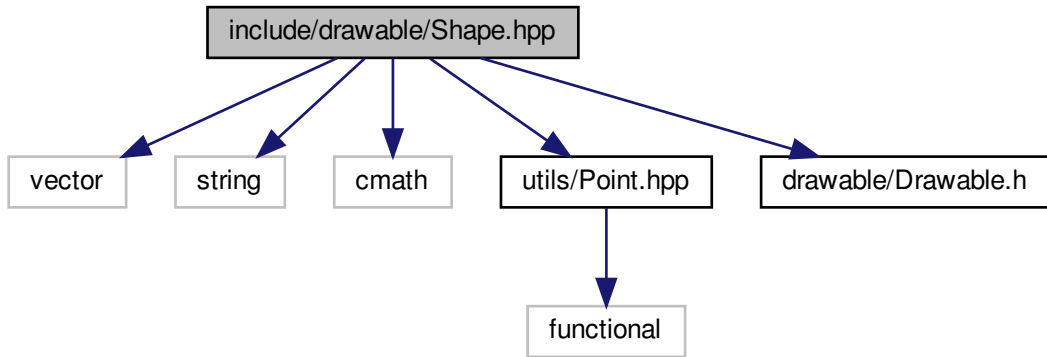 include/drawable/Shape.hpp
vector
string
cmath
utils/Point.hpp
drawable/Drawable.h
functional